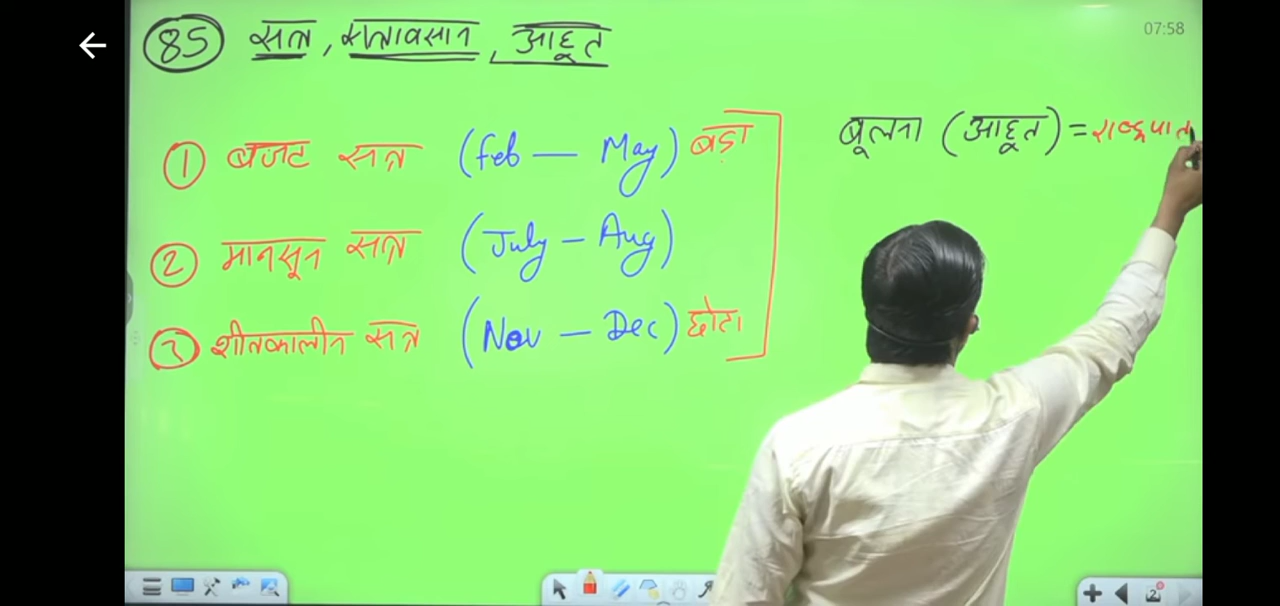 07:58
85 सत्र, सत्रावसान, आहूत
① बजट सत्र (Feb — May) बड़ा
② मानसून सत्र (July – Aug)
③ शीतकालीन सत्र (Nov – Dec) छोटा
बूलना (आहूत) =
2